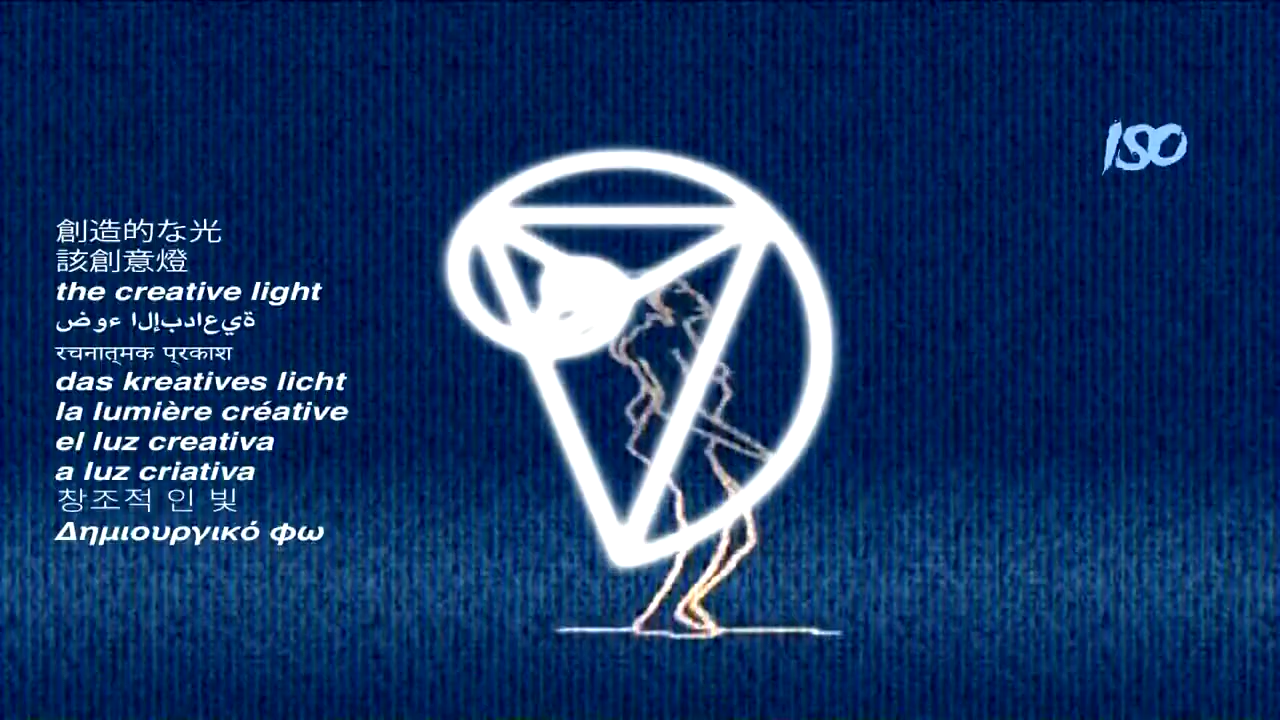 創造的な光
該創意燈
the creative light
ضوء الإبداعية
रचनात्मक प्रकाश
das kreatives licht
la lumière créative
el luz creativa
a luz criativa
창조적 인 빛
Δημιουργικό φω
ISO